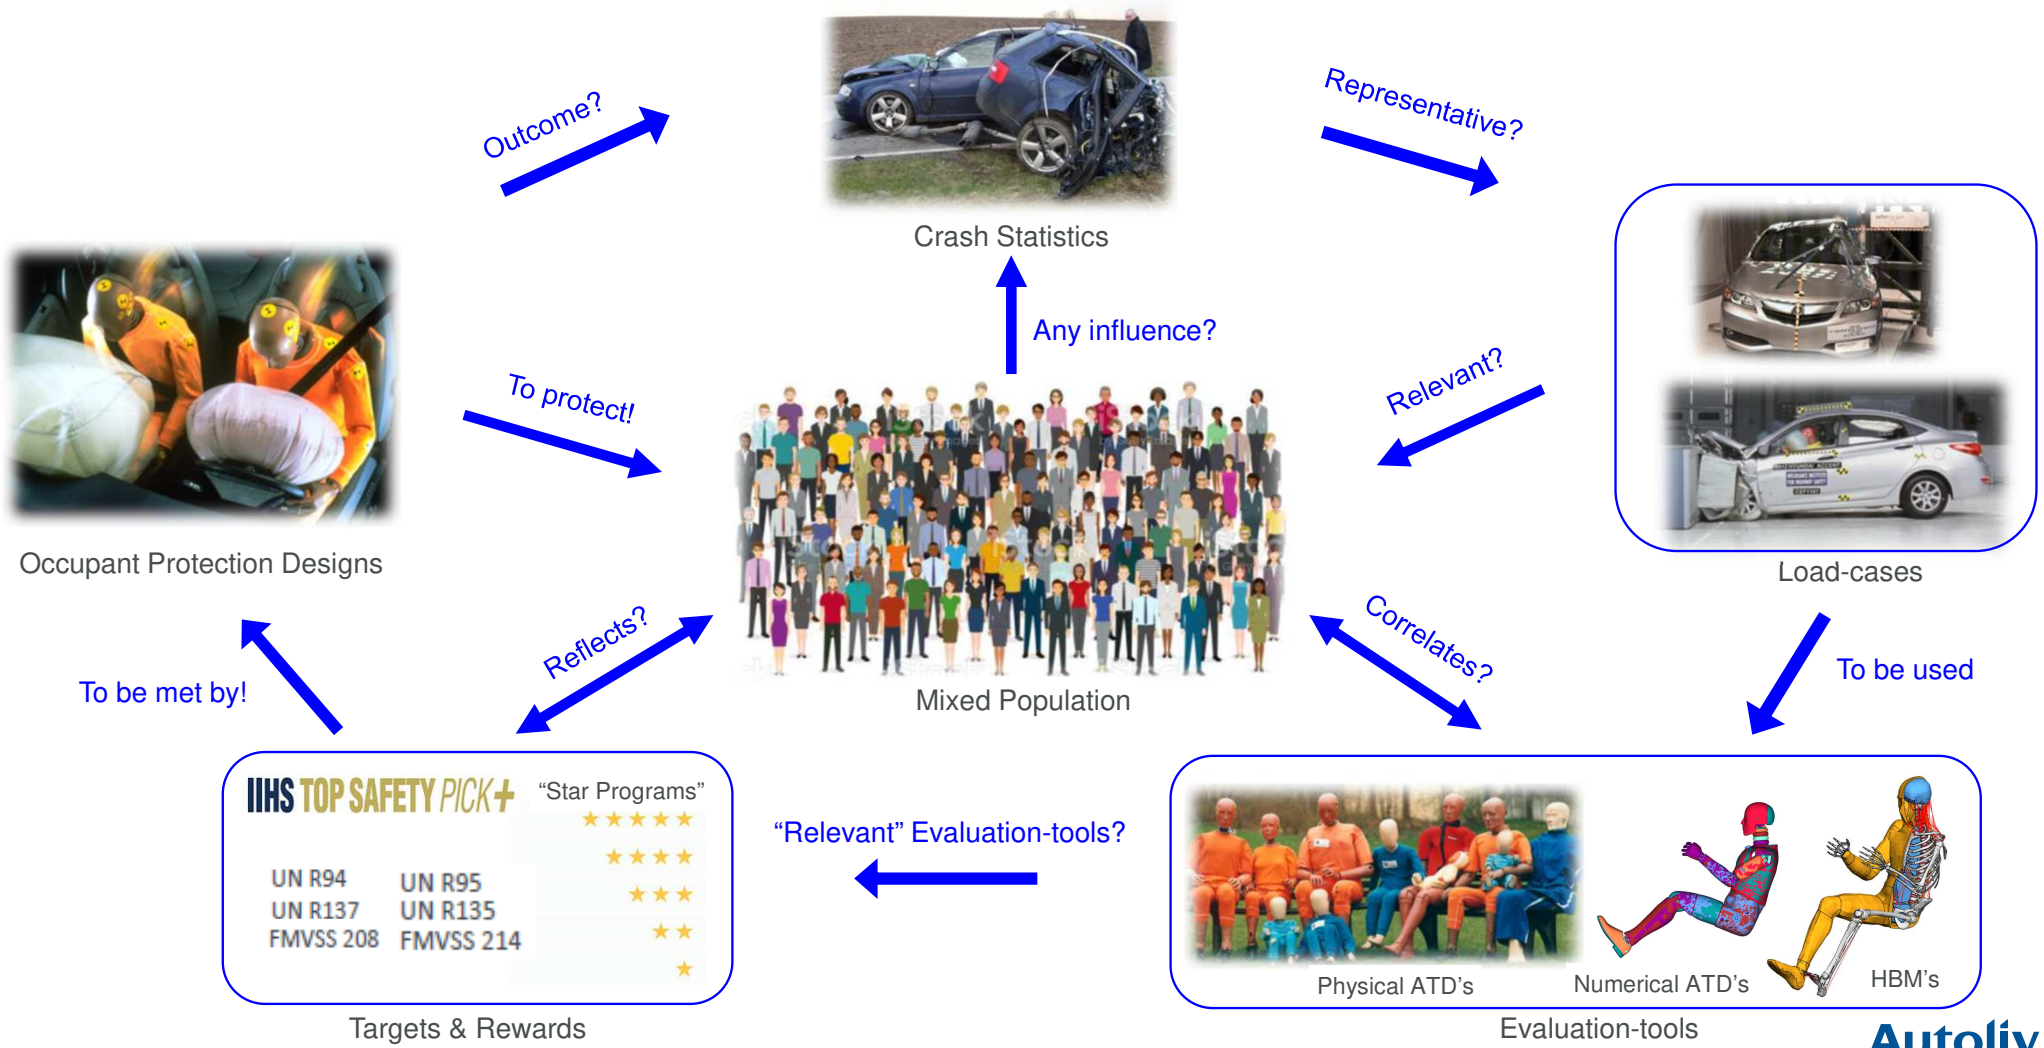 Outcome?
Representative?
Crash Statistics
Any influence?
To protect!
Relevant?
Occupant Protection Designs
Load-cases
Reflects?
Correlates?
To be met by!
To be used
Mixed Population
IIHS TOP SAFETY PICK+
“Star Programs”
UN R94
UN R95
UN R137
UN R135
FMVSS 208
FMVSS 214
“Relevant” Evaluation-tools?
Physical ATD's
Numerical ATD's
HBM's
Targets & Rewards
Evaluation-tools
Autoliv